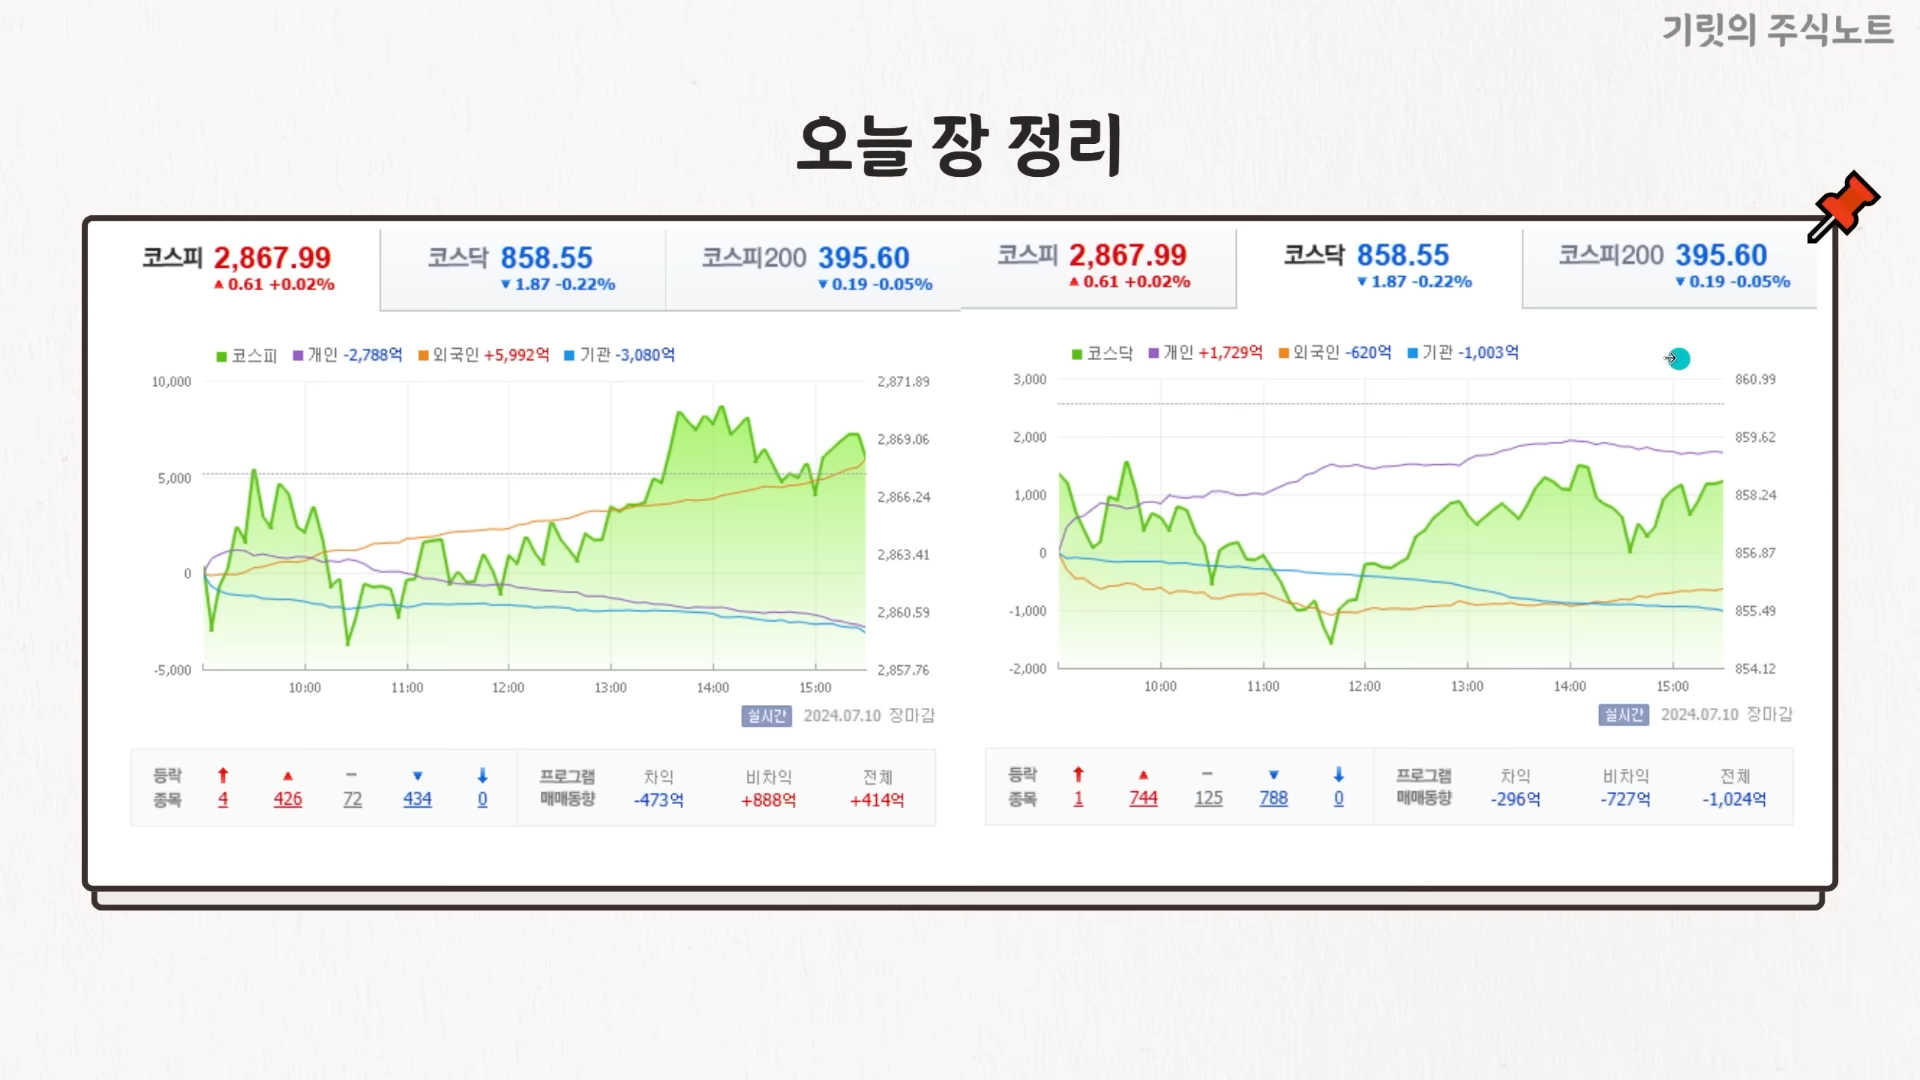 기릿의 주식노트
오늘 장 정리
코스피 2,867.99
▲0.61 +0.02%
코스닥 858.55
▼1.87 -0.22%
코스피200 395.60
▼0.19 -0.05%
■코스피 ■개인 -2,788억 ■외국인 +5,992억 ■기관 -3,080억
10,000
5,000
0
-5,000
2,871.89
2,869.06
2,866.24
2,863.41
2,860.59
2,857.76
10:00 11:00 12:00 13:00 14:00 15:00
실시간 2024.07.10 장마감
등락 ↑ ▲ − ▼ ↓ 프로그램 차익 비차익 전체
종목 4 426 72 434 0 매매동향 -473억 +888억 +414억
코스피 2,867.99
▲0.61 +0.02%
코스닥 858.55
▼1.87 -0.22%
코스피200 395.60
▼0.19 -0.05%
■코스닥 ■개인 +1,729억 ■외국인 -620억 ■기관 -1,003억
3,000
2,000
1,000
0
-1,000
-2,000
860.99
859.62
858.24
856.87
855.49
854.12
10:00 11:00 12:00 13:00 14:00 15:00
실시간 2024.07.10 장마감
등락 ↑ ▲ − ▼ ↓ 프로그램 차익 비차익 전체
종목 1 744 125 788 0 매매동향 -296억 -727억 -1,024억